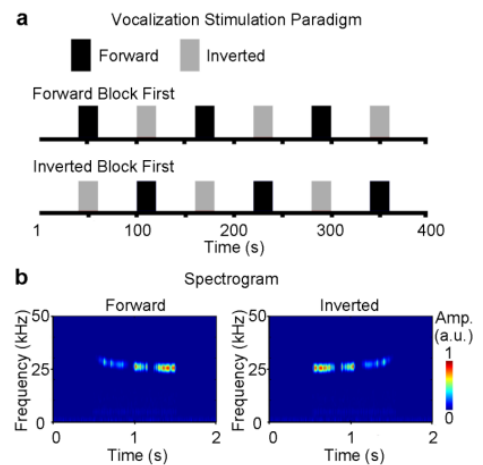 a Vocalization Stimulation Paradigm
Forward Inverted
Forward Block First
Inverted Block First
1 100 200 300 400
Time (s)
b Spectrogram
Forward Inverted
Amp.
(a.u.)
Frequency (kHz)
50
25
0
0 1 2
Time (s)
Frequency (kHz)
50
25
0
0 1 2
Time (s)
1
0